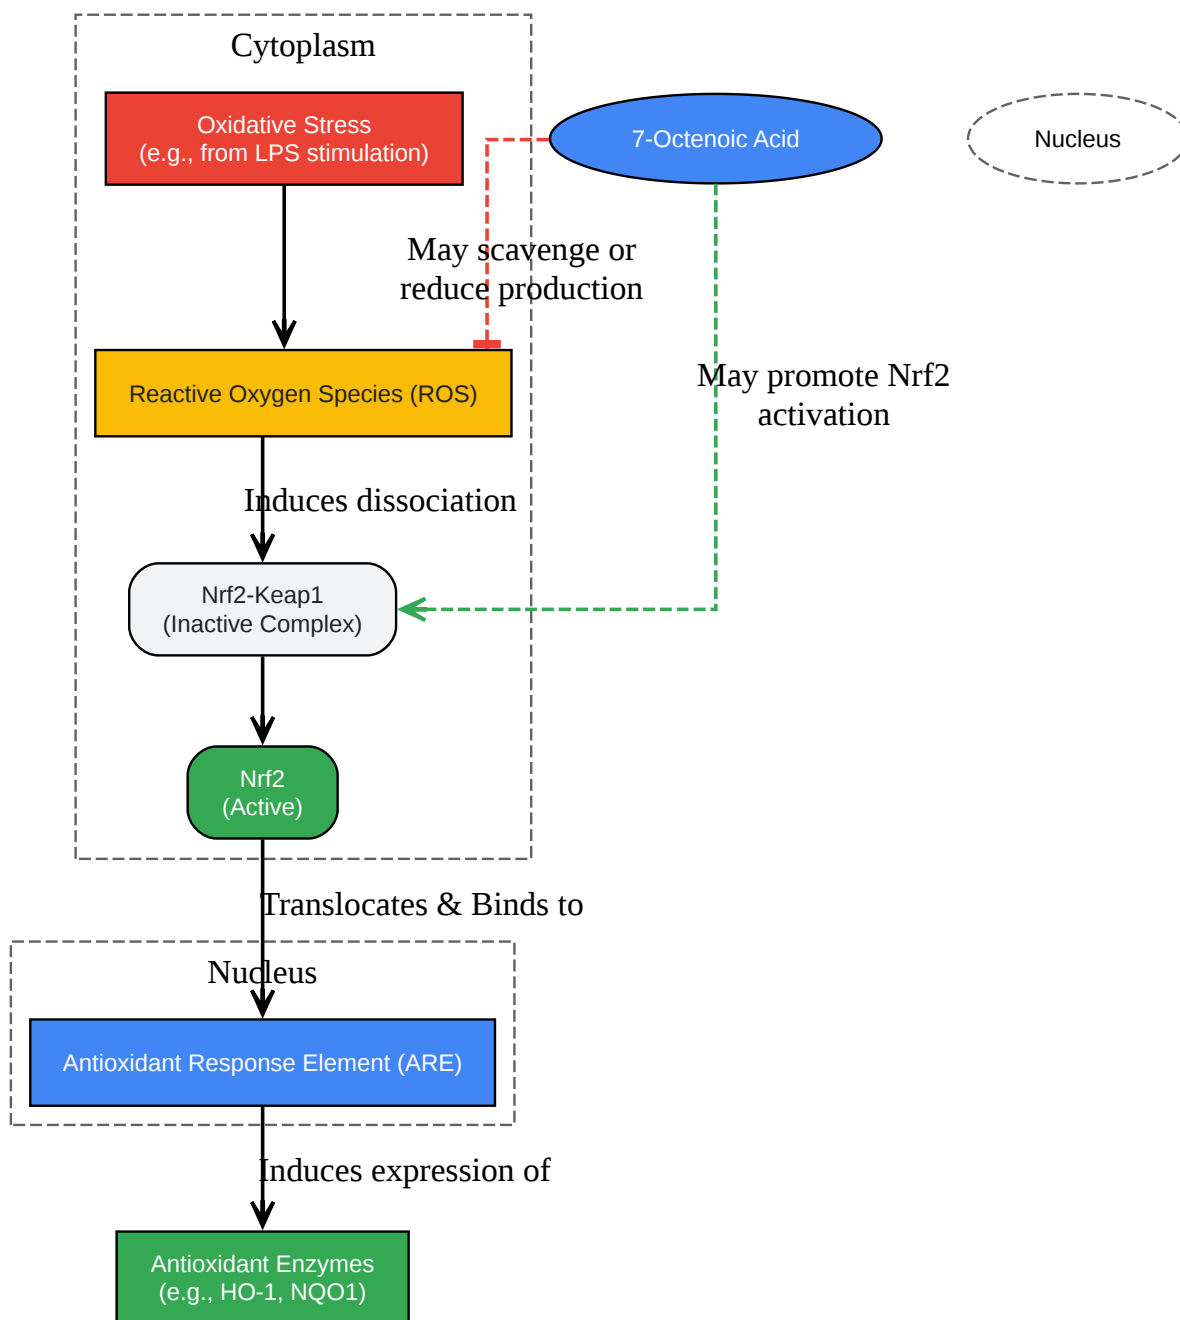 Cytoplasm
Oxidative Stress
(e.g., from LPS stimulation)
7-Octenoic Acid
Nucleus
May scavenge or
reduce production
May promote Nrf2
activation
Reactive Oxygen Species (ROS)
Induces dissociation
Nrf2-Keap1
(Inactive Complex)
Nrf2
(Active)
Translocates & Binds to
Nucleus
Antioxidant Response Element (ARE)
Induces expression of
Antioxidant Enzymes
(e.g., HO-1, NQO1)